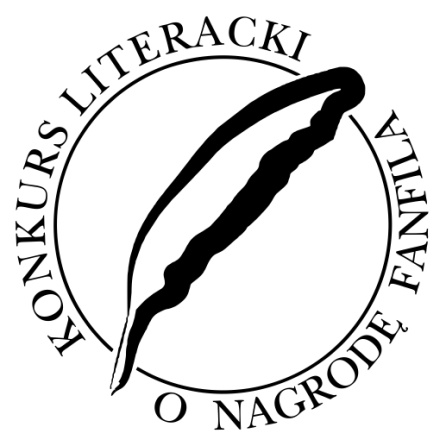 KONKURS LITERACKI
O NAGRODĘ FANFILA